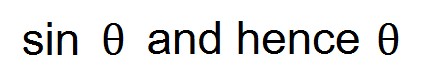 sin θ and hence θ